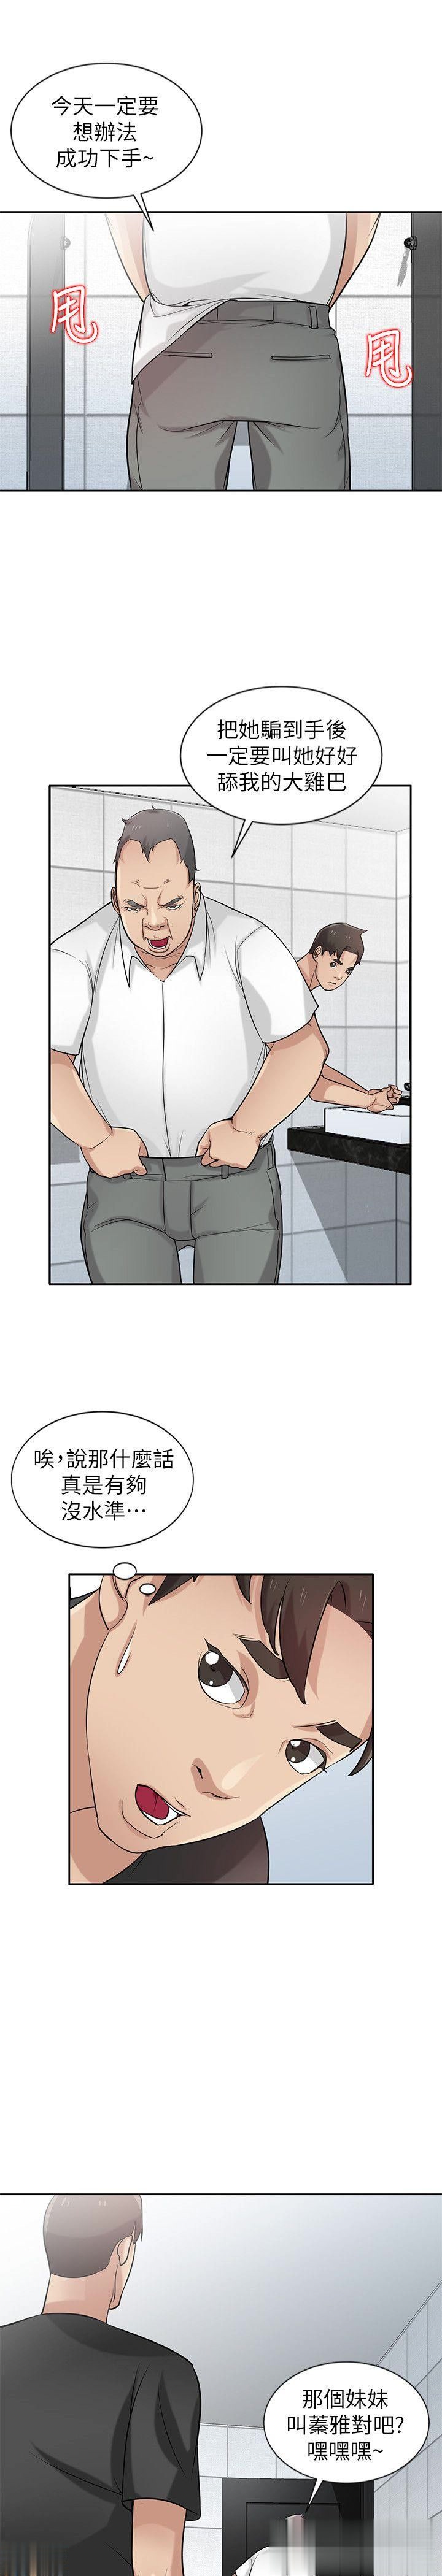 今天一定要
想辦法
成功下手~
甩
甩
把她騙到手後
一定要叫她好好
舔我的大雞巴
唉，說那什麼話
真是有夠
沒水準⋯
那個妹妹
叫蓁雅對吧?
嘿嘿嘿~